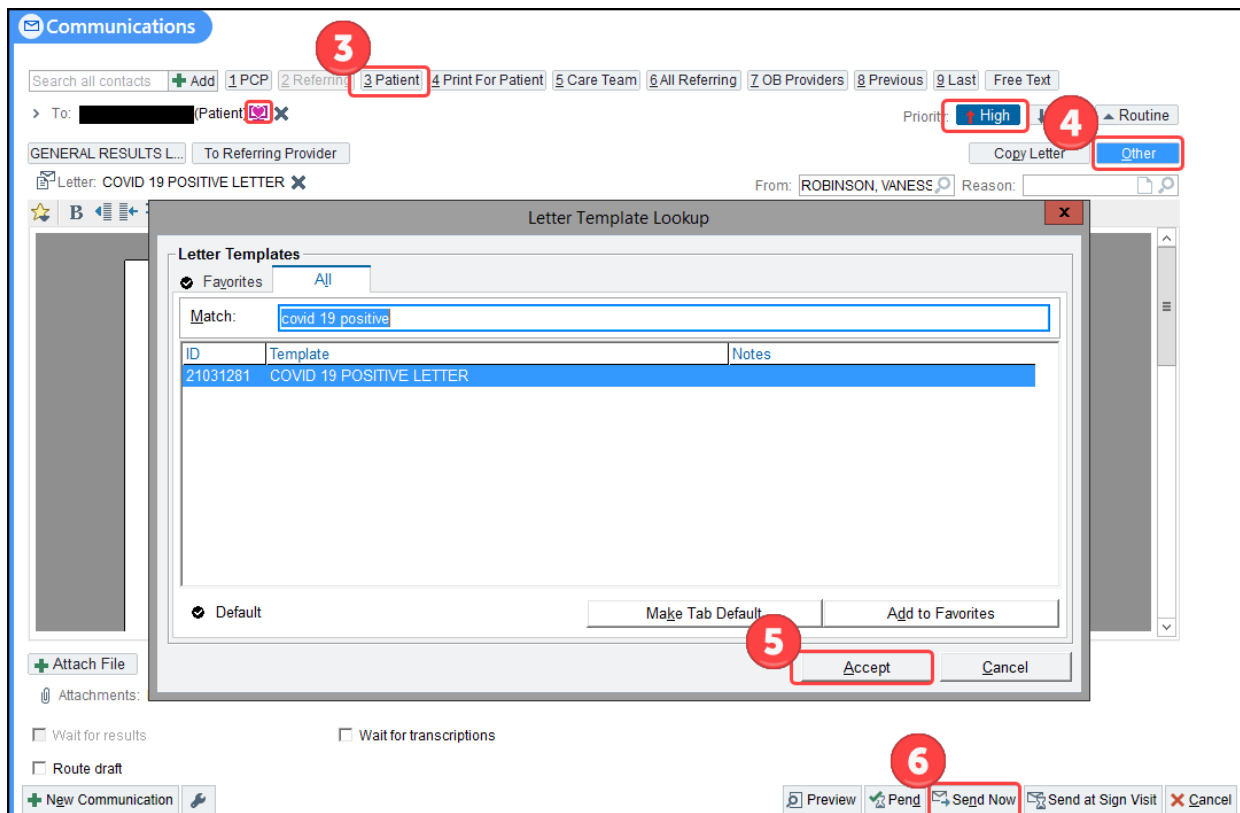 Communications
3
Search all contacts Add 1 PCP 2 Referring 3 Patient 4 Print For Patient 5 Care Team 6 All Referring 7 OB Providers 8 Previous 9 Last Free Text
To: (Patient) Priority: High Routine
4
GENERAL RESULTS L... To Referring Provider Copy Letter Other
Letter: COVID 19 POSITIVE LETTER From: ROBINSON, VANESS Reason:
B
Letter Template Lookup x
Letter Templates
Favorites All
Match: covid 19 positive
ID Template Notes
21031281 COVID 19 POSITIVE LETTER
Default Make Tab Default Add to Favorites
5
Accept Cancel
Attach File
Attachments:
Wait for results Wait for transcriptions
Route draft
6
New Communication Preview Pend Send Now Send at Sign Visit Cancel